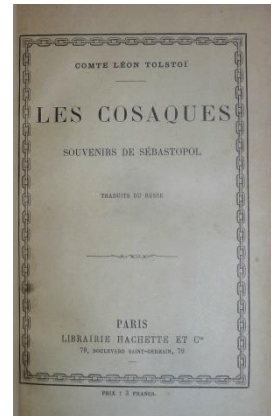 COMTE LÉON TOLSTOÏ
LES COSAQUES
SOUVENIRS DE SÉBASTOPOL
TRADUITS DU RUSSE
PARIS
LIBRAIRIE HACHETTE ET Cie
79, BOULEVARD SAINT-GERMAIN, 79
PRIX : 3 FRANCS.